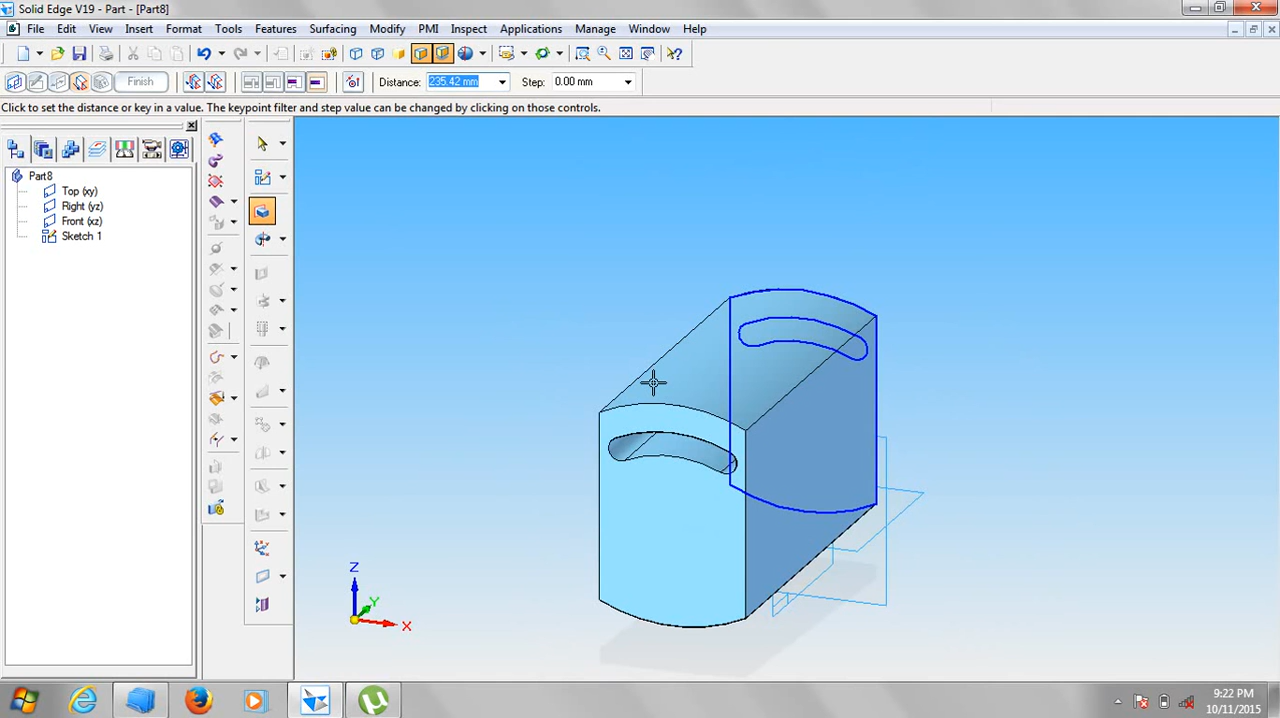 Solid Edge V19 - Part - [Part8]
File Edit View Insert Format Tools Features Surfacing Modify PMI Inspect Applications Manage Window Help
Finish Distance: 235.42 mm Step: 0.00 mm
Click to set the distance or key in a value. The keypoint filter and step value can be changed by clicking on those controls.
Part8
Top (xy)
Right (yz)
Front (xz)
Sketch 1
Z
Y
X
9:22 PM
10/11/2015